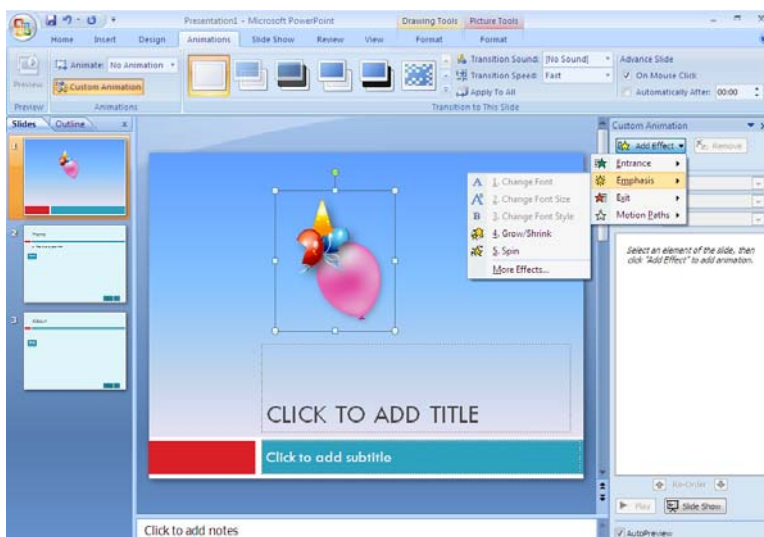 Presentation1 - Microsoft PowerPoint
Drawing Tools
Picture Tools
Home Insert Design Animations Slide Show Review View Format Format
Preview
Animate: No Animation
Custom Animation
Transition Sound: [No Sound]
Transition Speed: Fast
Apply To All
Advance Slide
On Mouse Click
Automatically After: 00:00
Preview Animations Transition to This Slide
Slides Outline x
1
2
3
Custom Animation
Add Effect Remove
Entrance
Emphasis
Exit
Motion Paths
1. Change Font
2. Change Font Size
3. Change Font Style
4. Grow/Shrink
5. Spin
More Effects...
Select an element of the slide, then
click "Add Effect" to add animation.
CLICK TO ADD TITLE
Click to add subtitle
Re-Order
Play Slide Show
AutoPreview
Click to add notes